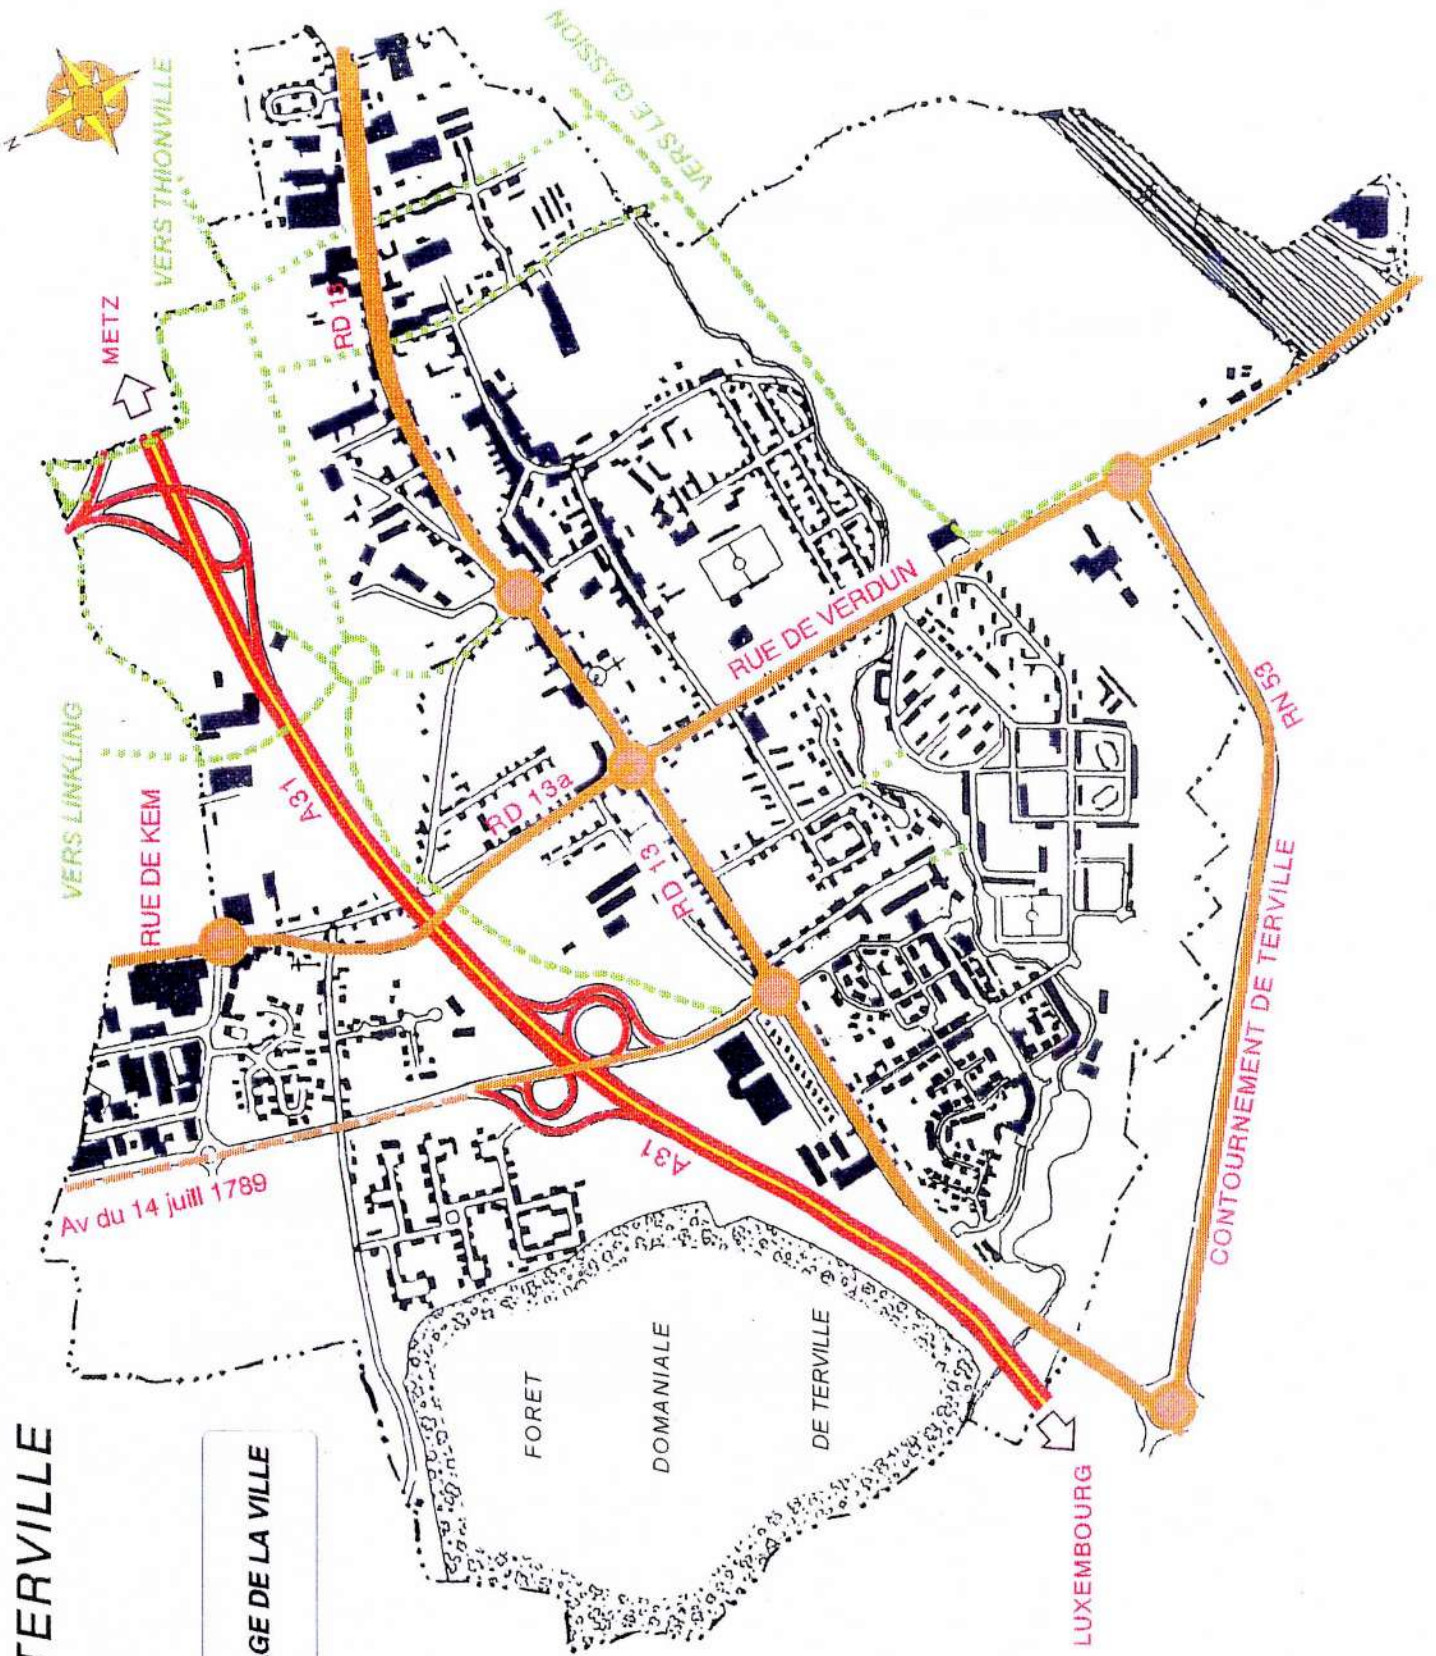 TERVILLE
GE DE LA VILLE
N
VERS THIONVILLE
METZ
VERS LE GASSION
RD 13
VERS LINKLING
RUE DE KEM
A31
RD 13a
RUE DE VERDUN
RD 13
RN 53
Av du 14 juill 1789
A31
CONTOURNEMENT DE TERVILLE
FORET
DOMANIALE
DE TERVILLE
LUXEMBOURG